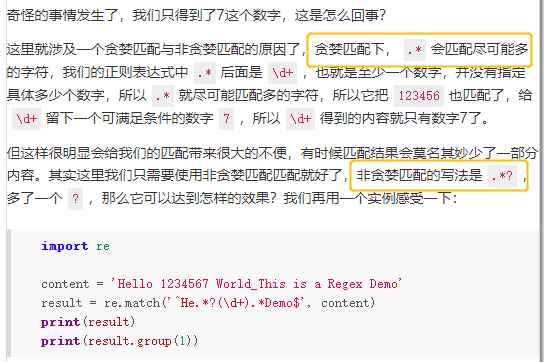 奇怪的事情发生了，我们只得到了7这个数字，这是怎么回事？
这里就涉及一个贪婪匹配与非贪婪匹配的原因了，贪婪匹配下， .* 会匹配尽可能多
的字符，我们的正则表达式中 .* 后面是 \d+ ，也就是至少一个数字，并没有指定
具体多少个数字，所以 .* 就尽可能匹配多的字符，所以它把 123456 也匹配了，给
\d+ 留下一个可满足条件的数字 7 ，所以 \d+ 得到的内容就只有数字7了。
但这样很明显会给我们的匹配带来很大的不便，有时候匹配结果会莫名其妙少了一部分
内容。其实这里我们只需要使用非贪婪匹配匹配就好了，非贪婪匹配的写法是 .*? ，
多了一个 ? ，那么它可以达到怎样的效果？我们再用一个实例感受一下：
import re
content = 'Hello 1234567 World_This is a Regex Demo'
result = re.match('^He.*?(\d+).*Demo$', content)
print(result)
print(result.group(1))